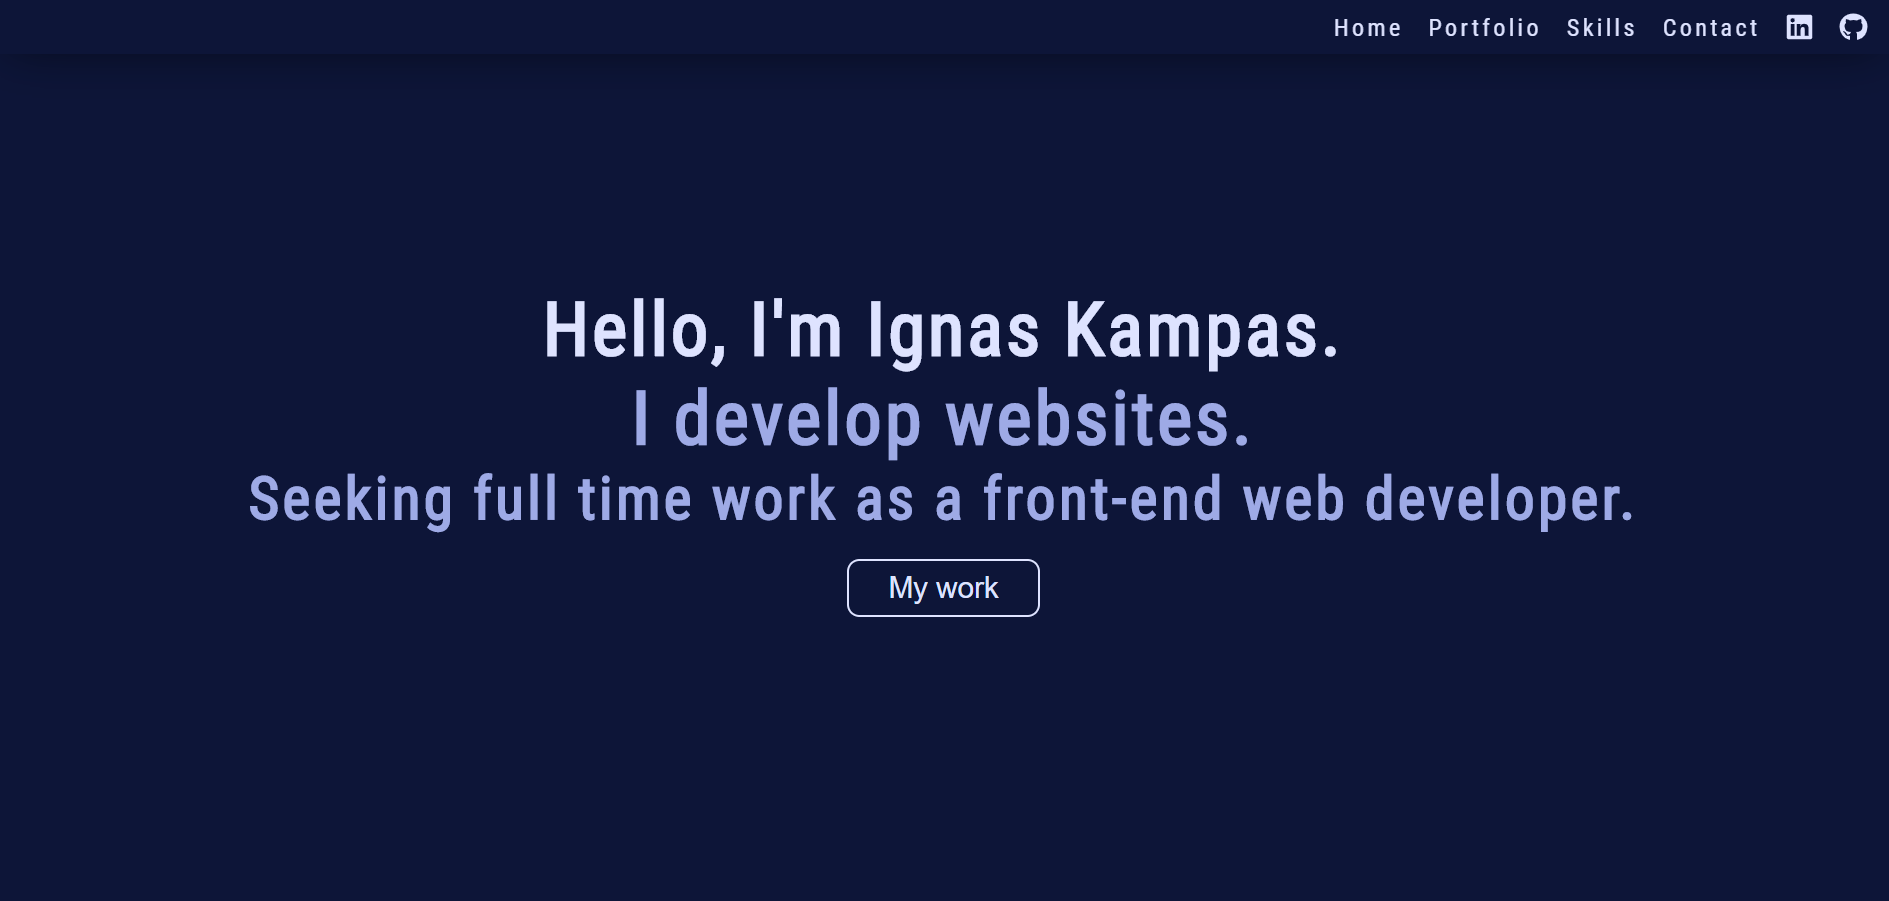 Home Portfolio Skills Contact
Hello, I'm Ignas Kampas.
I develop websites.
Seeking full time work as a front-end web developer.
My work